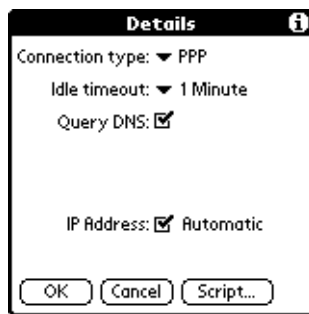 Details i
Connection type: PPP
Idle timeout: 1 Minute
Query DNS:
IP Address: Automatic
OK Cancel Script...